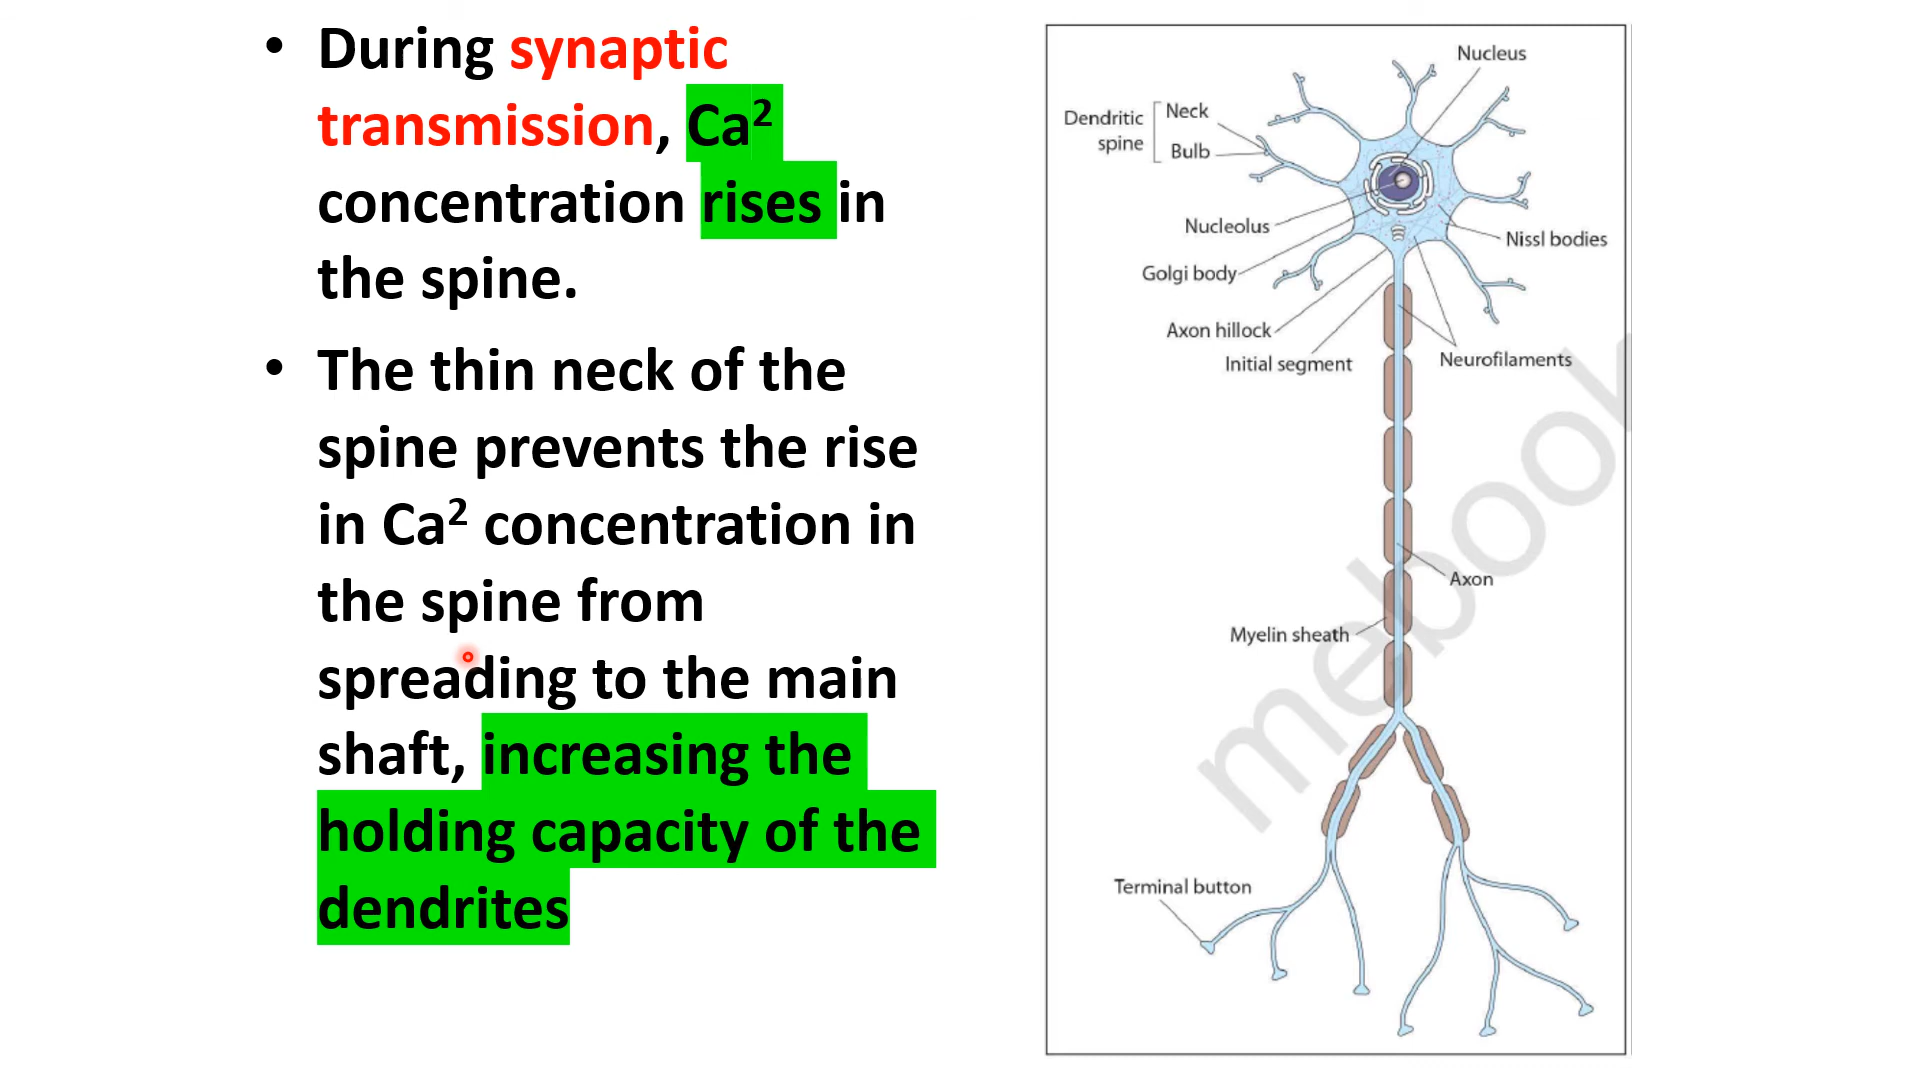 • During synaptic
transmission, Ca²
concentration rises in
the spine.
• The thin neck of the
spine prevents the rise
in Ca² concentration in
the spine from
spreading to the main
shaft, increasing the
holding capacity of the
dendrites
Nucleus
Dendritic
spine
Neck
Bulb
Nucleolus
Nissl bodies
Golgi body
Axon hillock
Initial segment
Neurofilaments
Axon
Myelin sheath
Terminal button
mebook